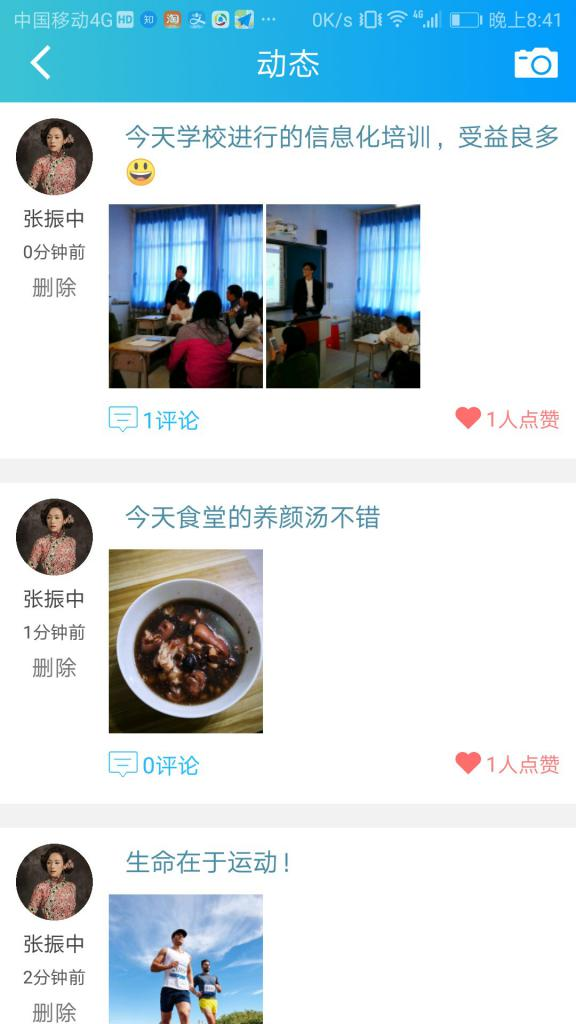 中国移动4G HD 知 淘 支 ··· 0K/s 4G 晚上8:41
动态
今天学校进行的信息化培训，受益良多
😃
张振中
0分钟前
删除
1评论
1人点赞
今天食堂的养颜汤不错
张振中
1分钟前
删除
0评论
1人点赞
生命在于运动！
张振中
2分钟前
删除